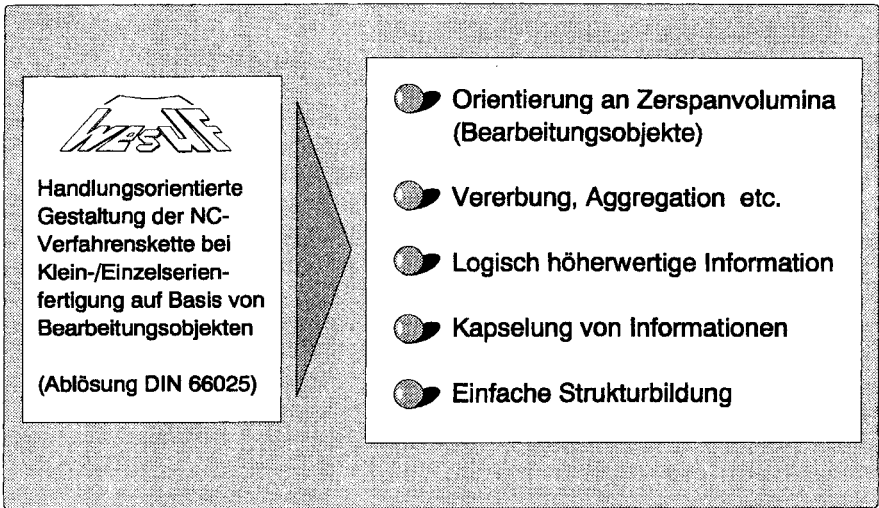 WESUF
Handlungsorientierte
Gestaltung der NC-
Verfahrenskette bei
Klein-/Einzelserien-
fertigung auf Basis von
Bearbeitungsobjekten
(Ablösung DIN 66025)
Orientierung an Zerspanvolumina
(Bearbeitungsobjekte)
Vererbung, Aggregation etc.
Logisch höherwertige Information
Kapselung von Informationen
Einfache Strukturbildung